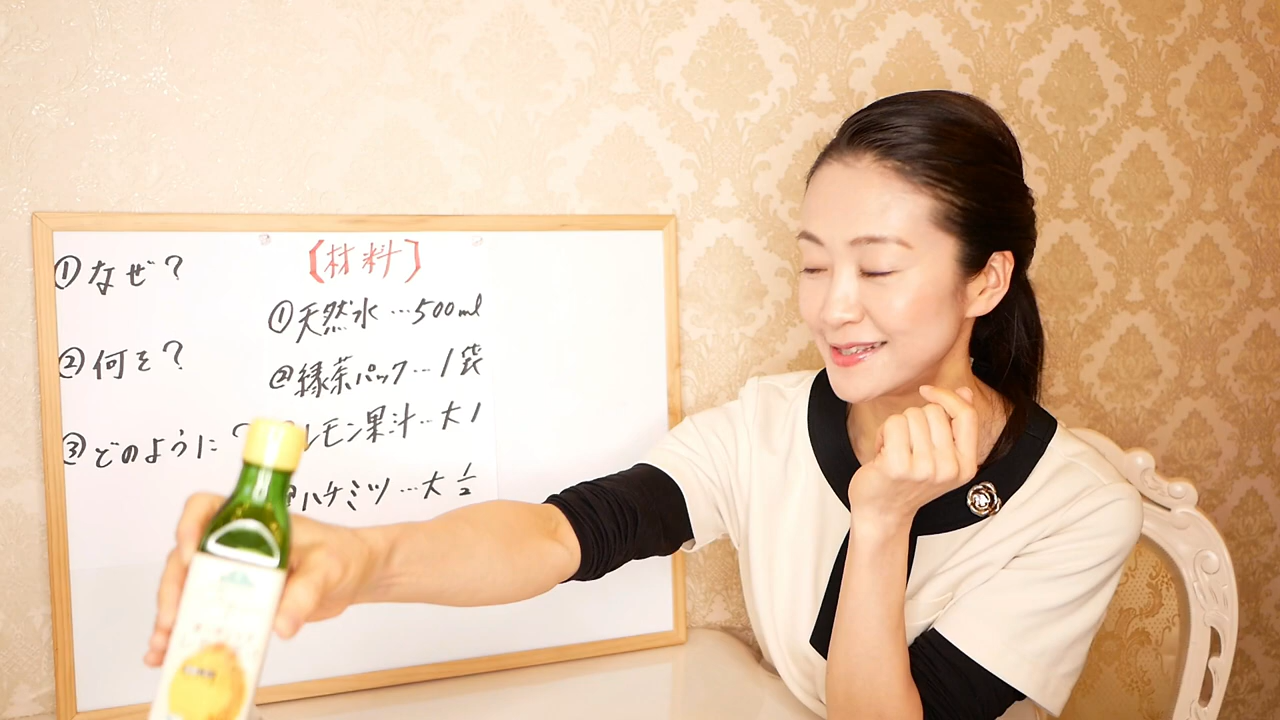 ①なぜ?
②何を?
③どのように?
【材料】
①天然水…500ml
②緑茶パック…1袋
レモン果汁…大1
ハチミツ…大1/2